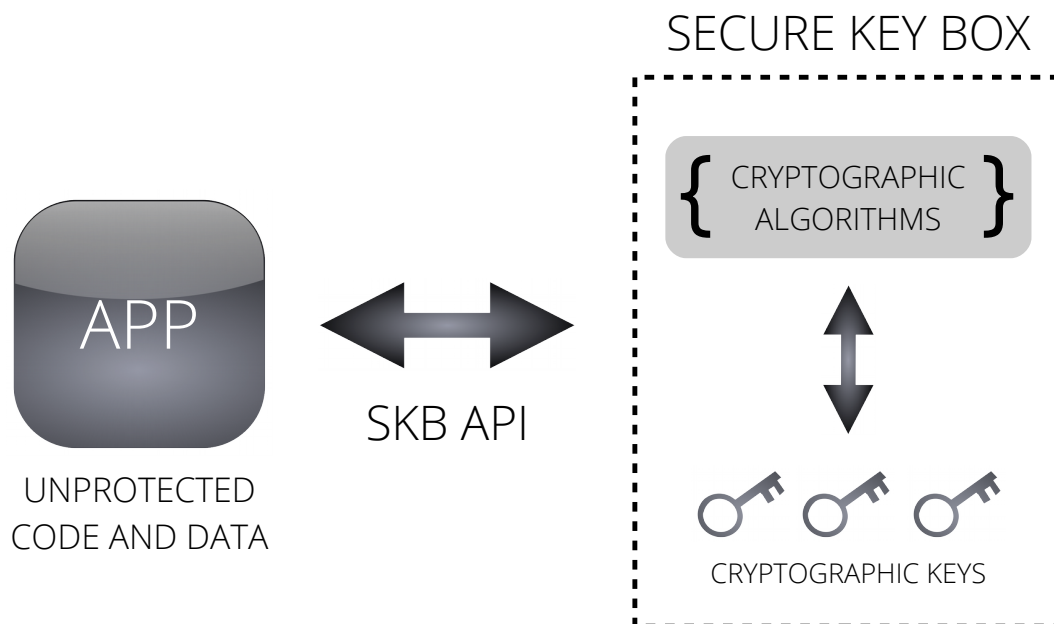 SECURE KEY BOX
{ CRYPTOGRAPHIC
ALGORITHMS }
APP
SKB API
UNPROTECTED
CODE AND DATA
CRYPTOGRAPHIC KEYS